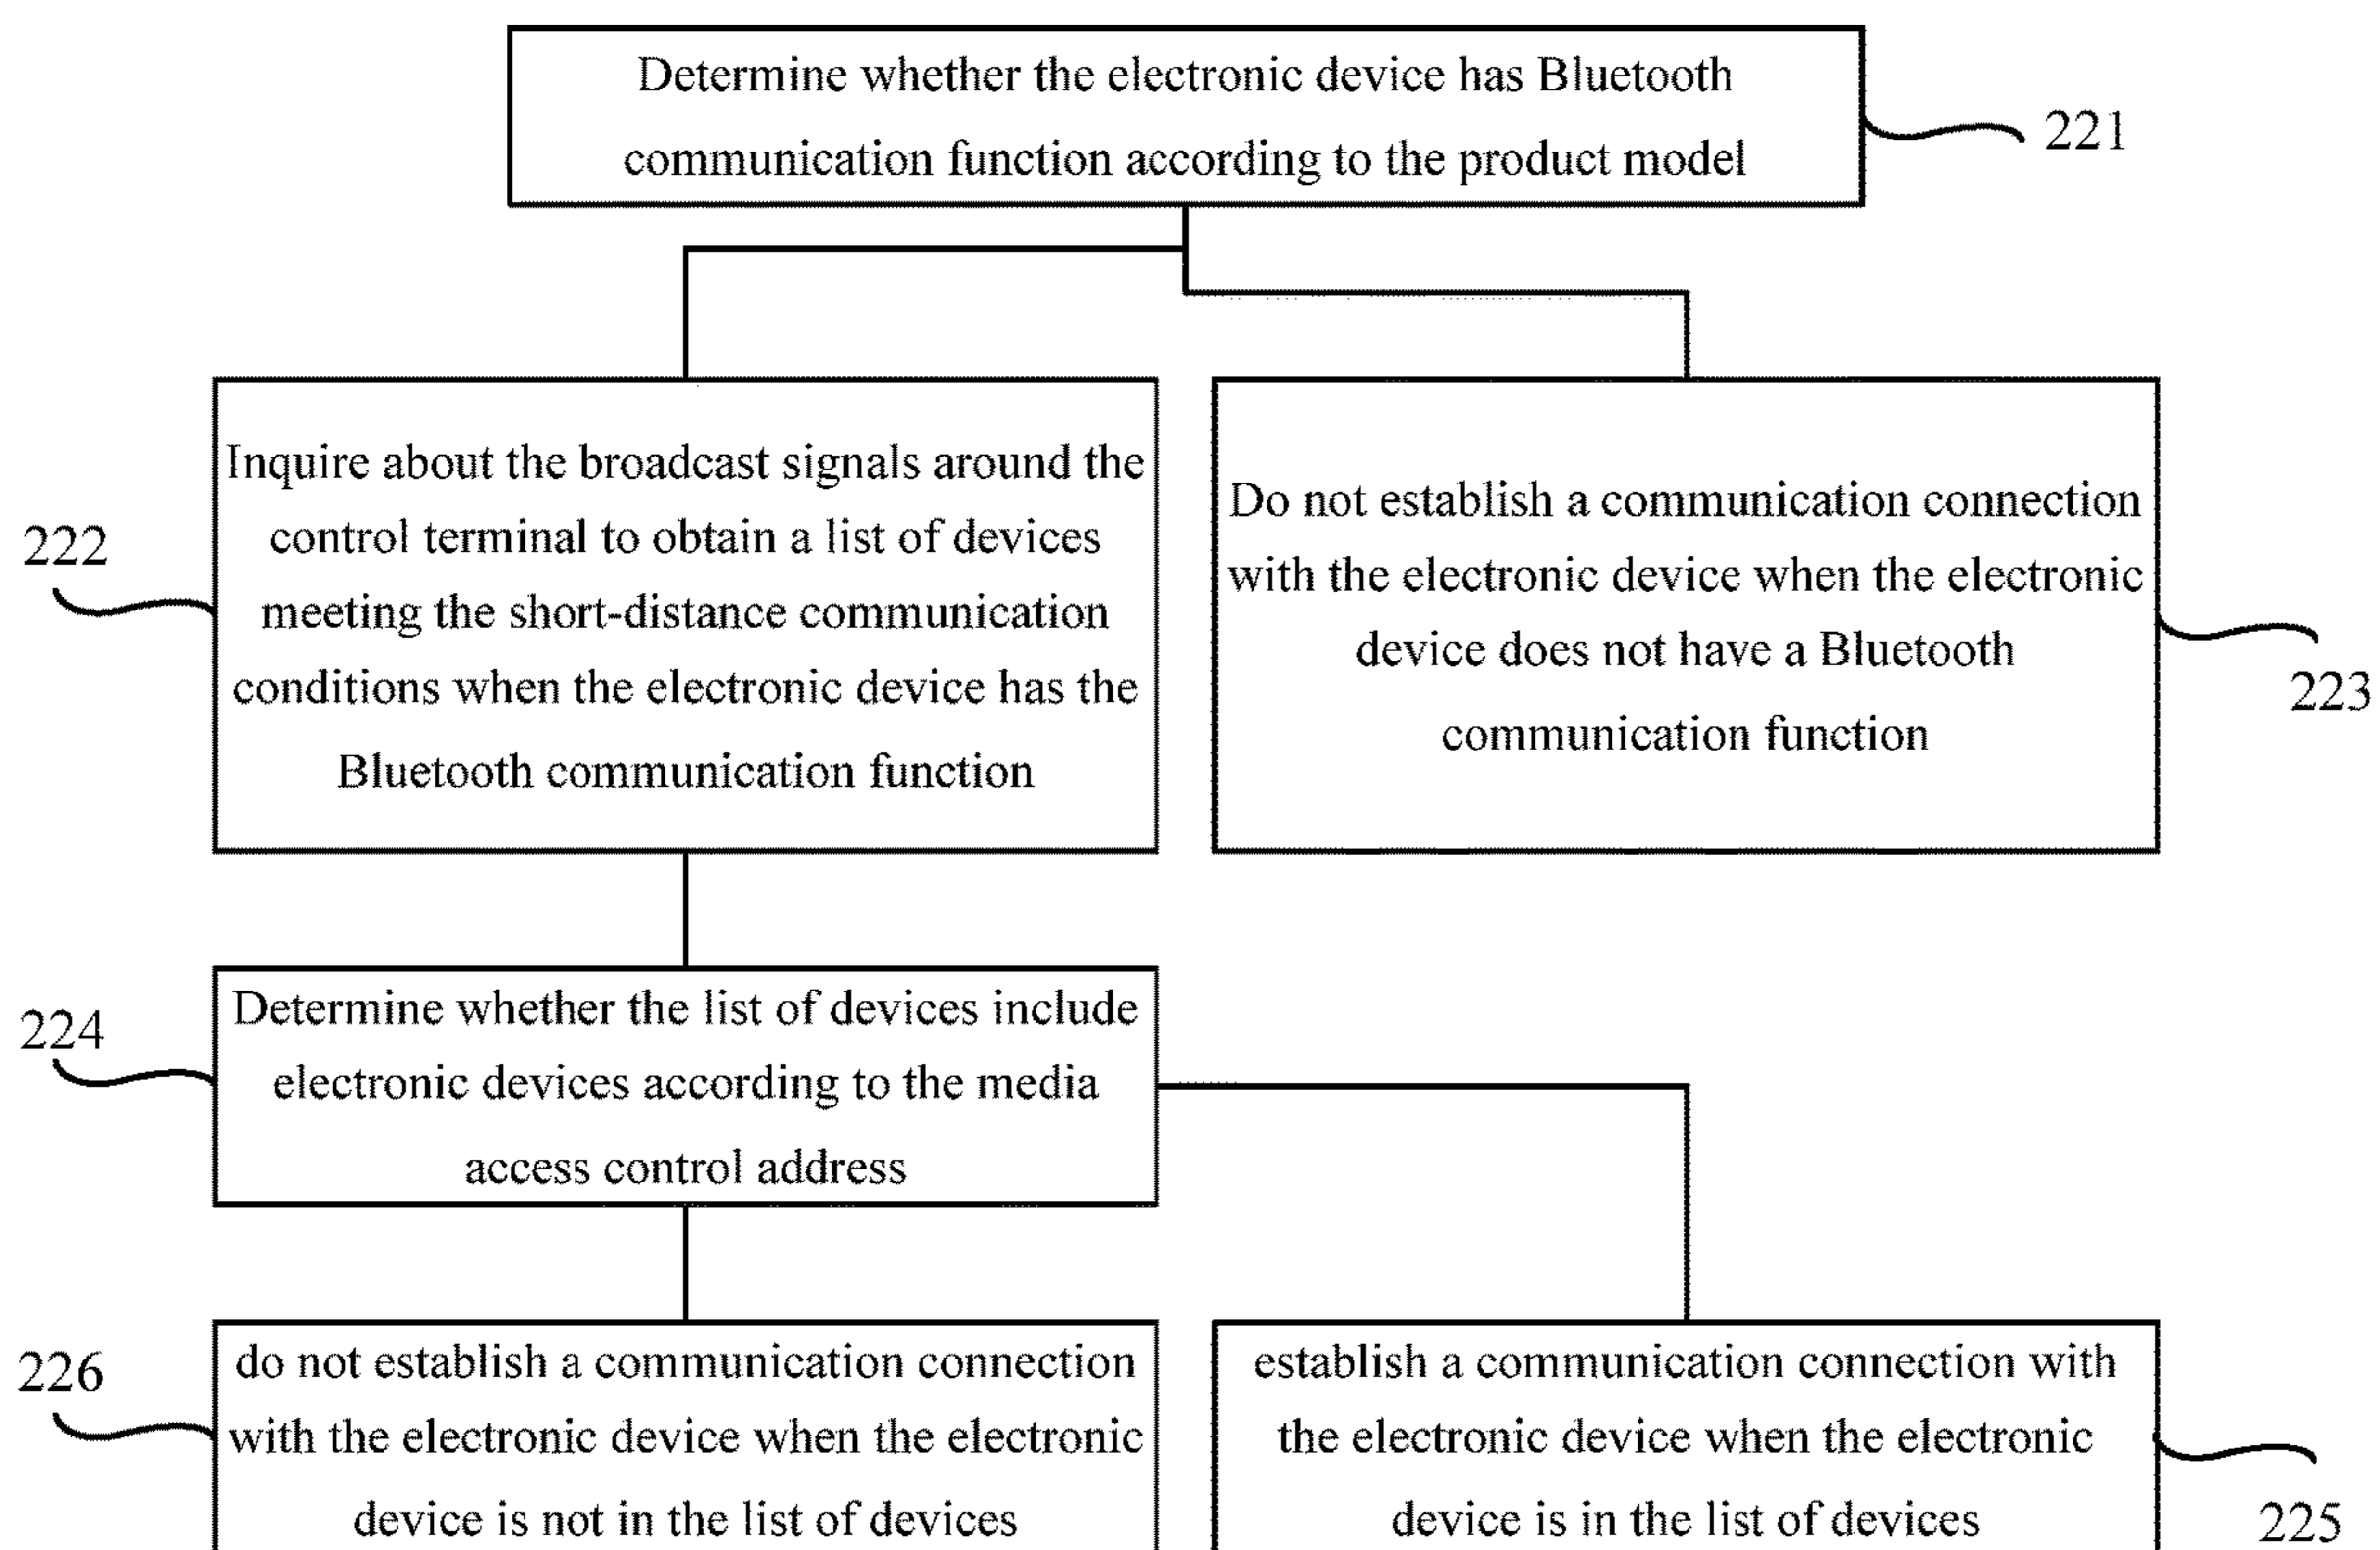 Determine whether the electronic device has Bluetooth
communication function according to the product model
221
Inquire about the broadcast signals around the
control terminal to obtain a list of devices
meeting the short-distance communication
conditions when the electronic device has the
Bluetooth communication function
222
Do not establish a communication connection
with the electronic device when the electronic
device does not have a Bluetooth
communication function
223
224
Determine whether the list of devices include
electronic devices according to the media
access control address
226
do not establish a communication connection
with the electronic device when the electronic
device is not in the list of devices
establish a communication connection with
the electronic device when the electronic
device is in the list of devices
225